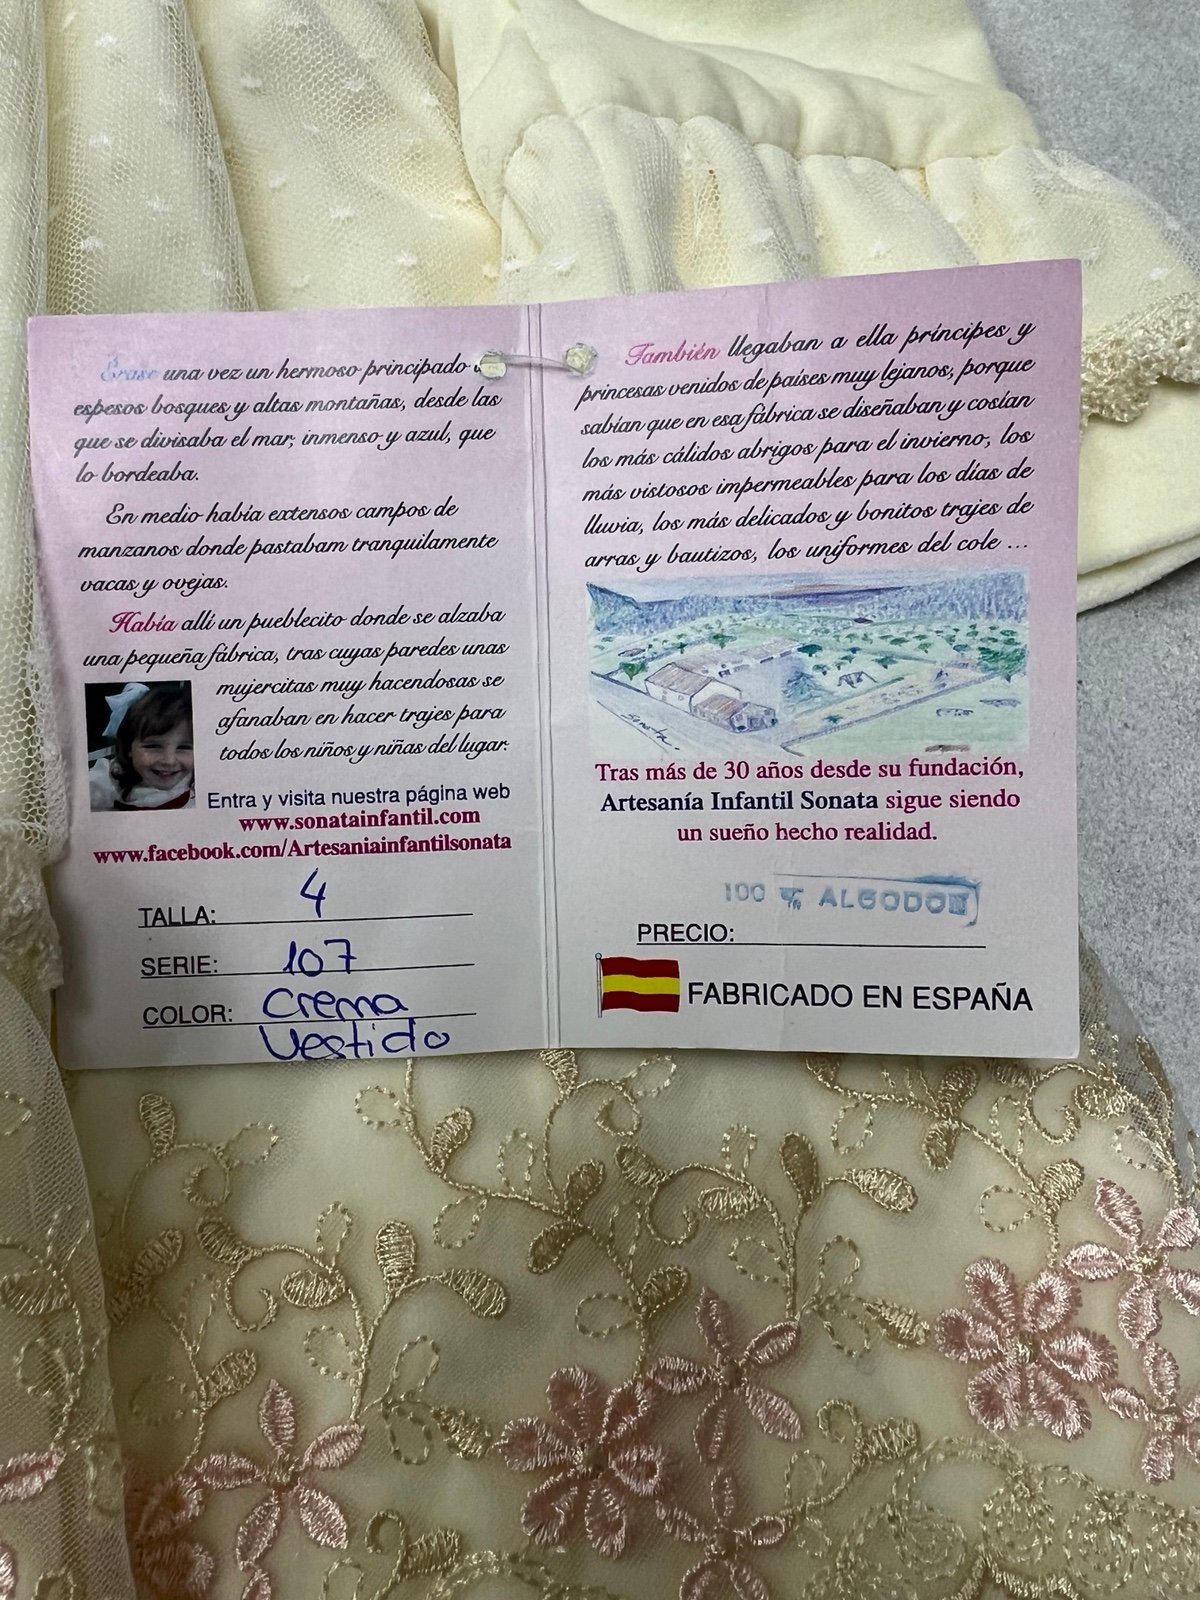 Érase una vez un hermoso principado
espesos bosques y altas montañas, desde las
que se divisaba el mar, inmenso y azul, que
lo bordeaba.
En medio había extensos campos de
manzanos donde pastabam tranquilamente
vacas y ovejas.
Había allí un pueblecito donde se alzaba
una pequeña fábrica, tras cuyas paredes unas
mujercitas muy hacendosas se
afanaban en hacer trajes para
todos los niños y niñas del lugar.
Entra y visita nuestra página web
www.sonatainfantil.com
www.facebook.com/Artesaniainfantilsonata
TALLA: 4
SERIE: 107
COLOR: Crema
Vestido
También llegaban a ella príncipes y
princesas venidos de países muy lejanos, porque
sabían que en esa fábrica se diseñaban y cosían
los más cálidos abrigos para el invierno, los
más vistosos impermeables para los días de
lluvia, los más delicados y bonitos trajes de
arras y bautizos, los uniformes del cole ...
Sonata.
Tras más de 30 años desde su fundación,
Artesanía Infantil Sonata sigue siendo
un sueño hecho realidad.
100 % ALGODON
PRECIO:
FABRICADO EN ESPAÑA